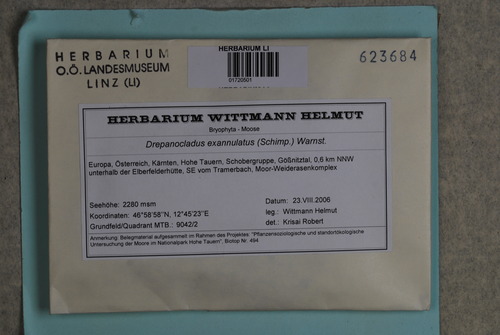 HERBARIUM
O.Ö. LANDESMUSEUM
LINZ (LI)
HERBARIUM LI
01720501
623684
HERBARIUM WITTMANN HELMUT
Bryophyta - Moose
Drepanocladus exannulatus (Schimp.) Warnst.
Europa, Österreich, Kärnten, Hohe Tauern, Schobergruppe, Gößnitztal, 0,6 km NNW
unterhalb der Elberfelderhütte, SE vom Tramerbach, Moor-Weiderasenkomplex
Seehöhe: 2280 msm
Datum: 23.VIII.2006
Koordinaten: 46°58'58"N, 12°45'23"E
leg.: Wittmann Helmut
Grundfeld/Quadrant MTB.: 9042/2
det.: Krisai Robert
Anmerkung: Belegmaterial aufgesammelt im Rahmen des Projektes: "Pflanzensoziologische und standortökologische
Untersuchung der Moore im Nationalpark Hohe Tauern", Biotop Nr. 494